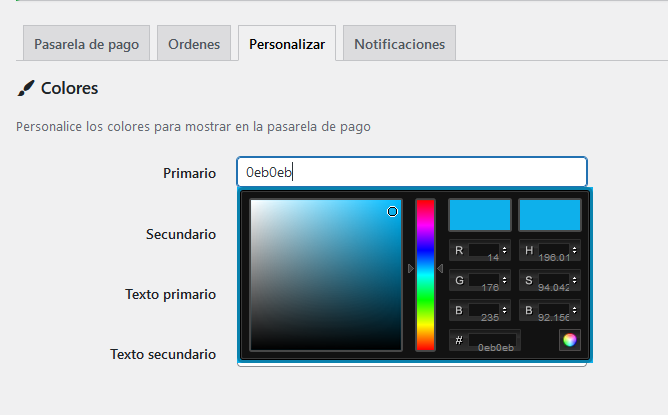 Pasarela de pago
Ordenes
Personalizar
Notificaciones
Colores
Personalice los colores para mostrar en la pasarela de pago
Primario
0eb0eb
Secundario
R 14 H 196.01
Texto primario
G 176 S 94.042
B 235 B 92.156
# 0eb0eb
Texto secundario